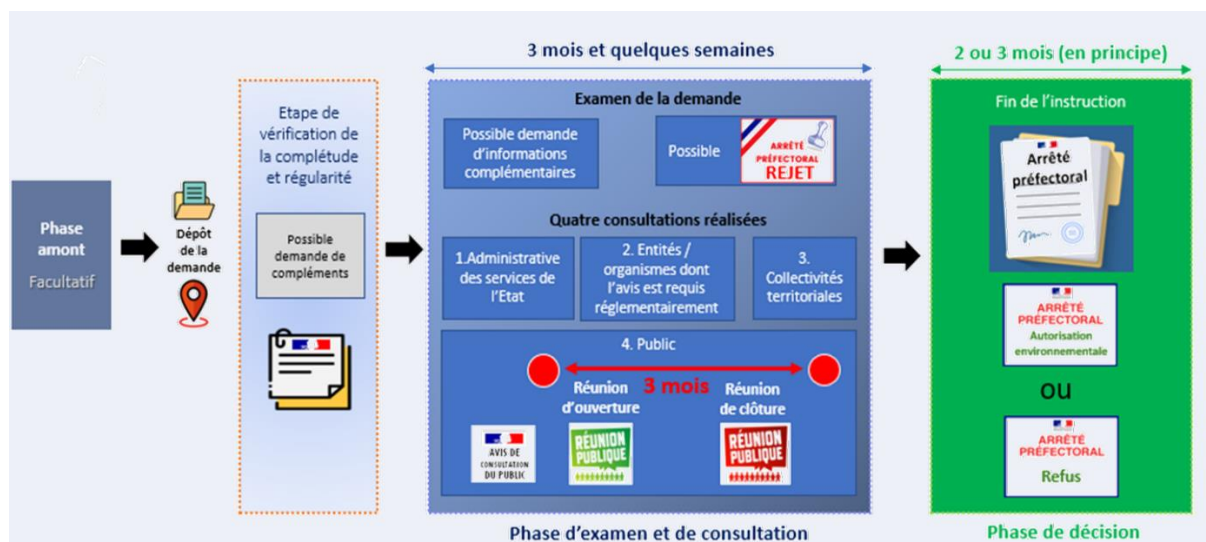 3 mois et quelques semaines
2 ou 3 mois (en principe)
Phase
amont
Facultatif
Dépôt
de la
demande
Etape de
vérification de
la complétude
et régularité
Possible
demande de
compléments
Examen de la demande
Possible demande
d'informations
complémentaires
Possible
ARRÊTÉ
PRÉFECTORAL
REJET
Quatre consultations réalisées
1.Administrative
des services de
l'Etat
2. Entités /
organismes dont
l'avis est requis
réglementairement
3.
Collectivités
territoriales
4. Public
3 mois
Réunion
d'ouverture
Réunion
de clôture
AVIS DE
CONSULTATION
DU PUBLIC
RÉUNION
PUBLIQUE
RÉUNION
PUBLIQUE
Phase d'examen et de consultation
Fin de l'instruction
Arrêté
préfectoral
ARRÊTÉ
PRÉFECTORAL
Autorisation
environnementale
ou
ARRÊTÉ
PRÉFECTORAL
Refus
Phase de décision